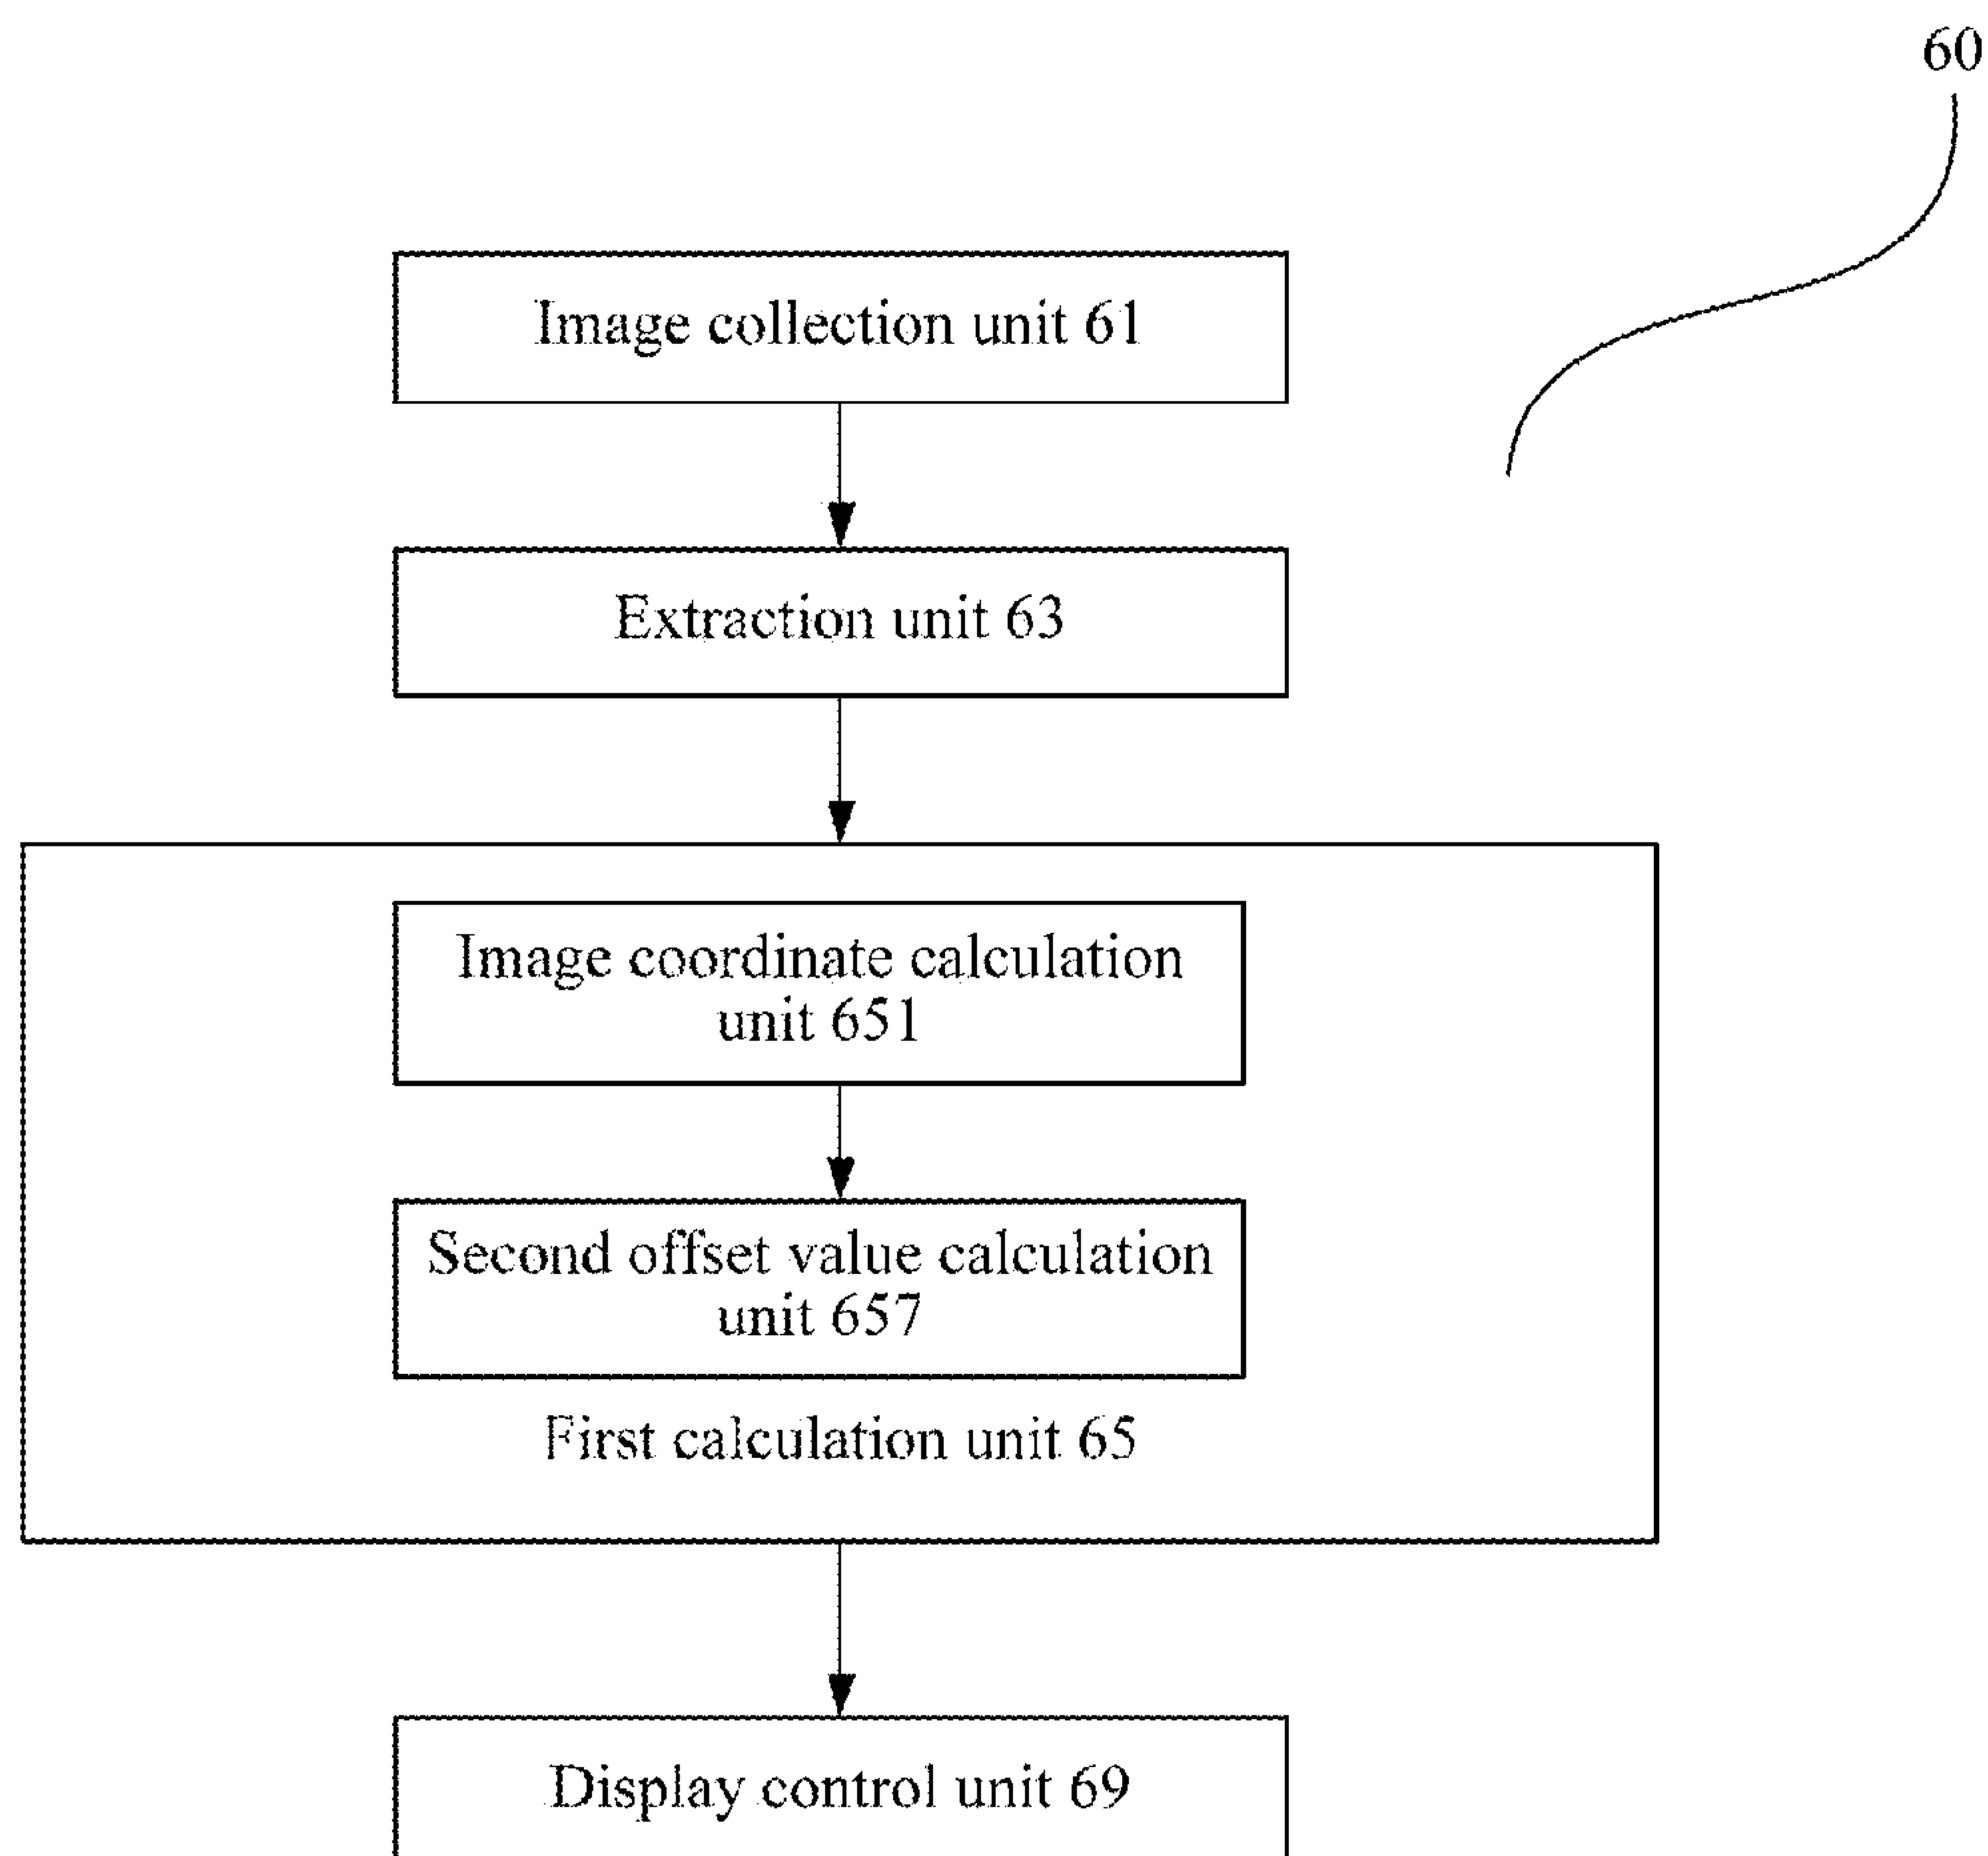 60
Image collection unit 61
Extraction unit 63
Image coordinate calculation
unit 651
Second offset value calculation
unit 657
First calculation unit 65
Display control unit 69